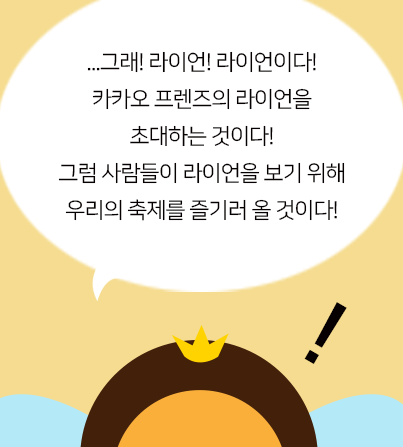 ...그래! 라이언! 라이언이다!
카카오 프렌즈의 라이언을
초대하는 것이다!
그럼 사람들이 라이언을 보기 위해
우리의 축제를 즐기러 올 것이다!
!